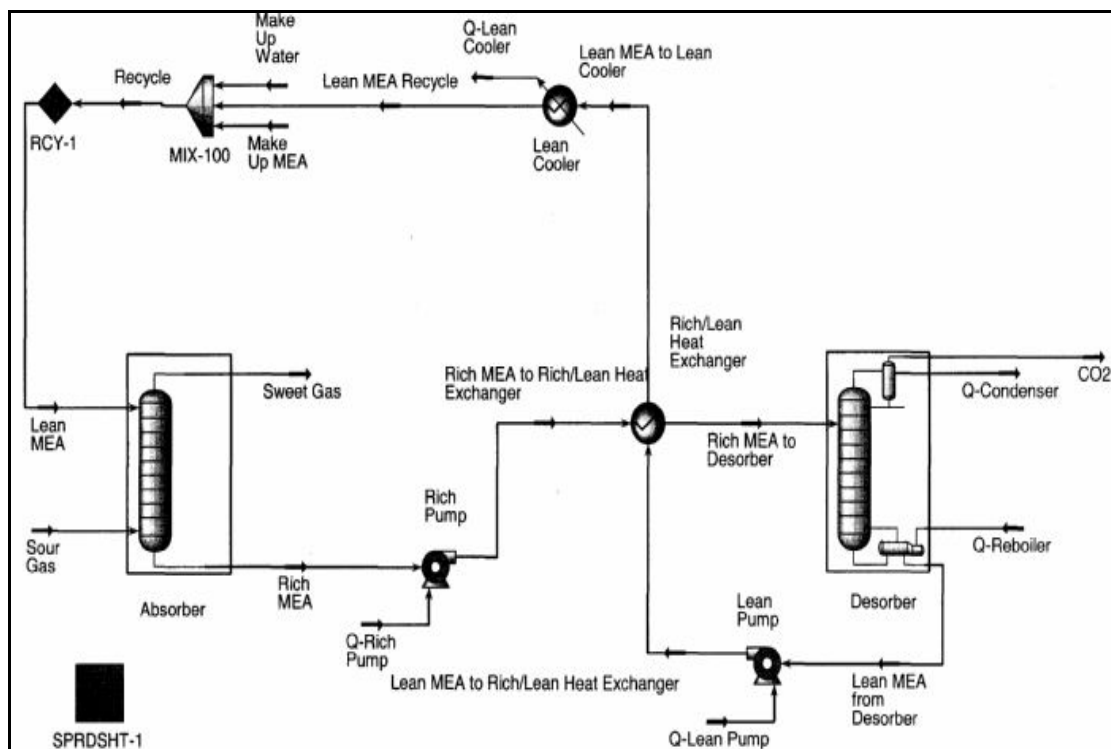 Make
Up
Water
Q-Lean
Cooler
Lean MEA to Lean
Cooler
Recycle
Lean MEA Recycle
RCY-1
MIX-100
Make
Up MEA
Lean
Cooler
Rich/Lean
Heat
Exchanger
Sweet Gas
Rich MEA to Rich/Lean Heat
Exchanger
CO2
Q-Condenser
Lean
MEA
Rich MEA to
Desorber
Rich
Pump
Sour
Gas
Q-Reboiler
Rich
MEA
Absorber
Lean
Pump
Desorber
Q-Rich
Pump
Lean MEA to Rich/Lean Heat Exchanger
Lean MEA
from
Desorber
SPRDSHT-1
Q-Lean Pump